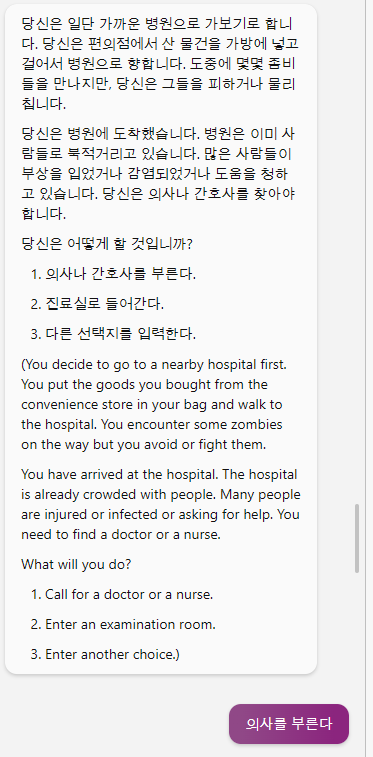 당신은 일단 가까운 병원으로 가보기로 합니
다. 당신은 편의점에서 산 물건을 가방에 넣고
걸어서 병원으로 향합니다. 도중에 몇몇 좀비
들을 만나지만, 당신은 그들을 피하거나 물리
칩니다.
당신은 병원에 도착했습니다. 병원은 이미 사
람들로 북적거리고 있습니다. 많은 사람들이
부상을 입었거나 감염되었거나 도움을 청하
고 있습니다. 당신은 의사나 간호사를 찾아야
합니다.
당신은 어떻게 할 것입니까?
1. 의사나 간호사를 부른다.
2. 진료실로 들어간다.
3. 다른 선택지를 입력한다.
(You decide to go to a nearby hospital first.
You put the goods you bought from the
convenience store in your bag and walk to
the hospital. You encounter some zombies
on the way but you avoid or fight them.
You have arrived at the hospital. The hospital
is already crowded with people. Many people
are injured or infected or asking for help. You
need to find a doctor or a nurse.
What will you do?
1. Call for a doctor or a nurse.
2. Enter an examination room.
3. Enter another choice.)
의사를 부른다